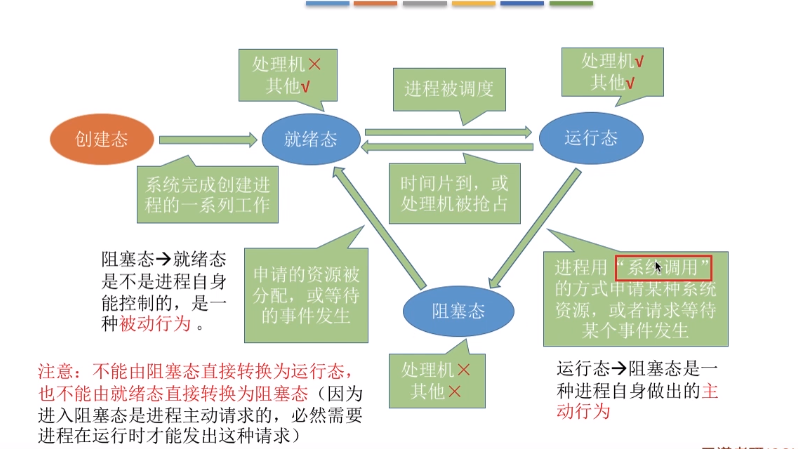 处理机×
其他√
进程被调度
处理机√
其他√
创建态
就绪态
运行态
系统完成创建进
程的一系列工作
时间片到，或
处理机被抢占
阻塞态→就绪态
是不是进程自身
能控制的，是一
种被动行为 。
申请的资源被
分配，或等待
的事件发生
进程用“系统调用”
的方式申请某种系统
资源，或者请求等待
某个事件发生
阻塞态
处理机×
其他×
运行态→阻塞态是一
种进程自身做出的主
动行为
注意：不能由阻塞态直接转换为运行态，
也不能由就绪态直接转换为阻塞态（因为
进入阻塞态是进程主动请求的，必然需要
进程在运行时才能发出这种请求）